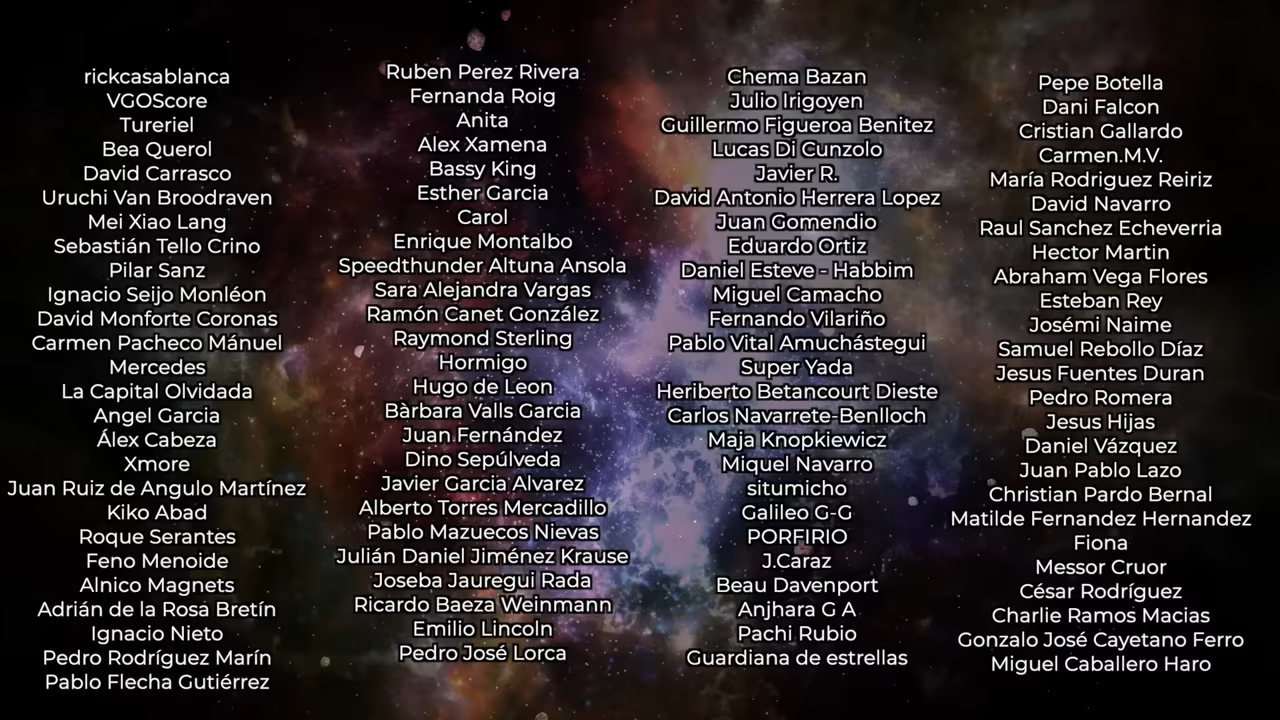 rickcasablanca
VGOScore
Tureriel
Bea Querol
David Carrasco
Uruchi Van Broodraven
Mei Xiao Lang
Sebastián Tello Crino
Pilar Sanz
Ignacio Seijo Monléon
David Monforte Coronas
Carmen Pacheco Mánuel
Mercedes
La Capital Olvidada
Angel Garcia
Álex Cabeza
Xmore
Juan Ruiz de Angulo Martínez
Kiko Abad
Roque Serantes
Feno Menoide
Alnico Magnets
Adrián de la Rosa Bretín
Ignacio Nieto
Pedro Rodríguez Marín
Pablo Flecha Gutiérrez
Ruben Perez Rivera
Fernanda Roig
Anita
Alex Xamena
Bassy King
Esther Garcia
Carol
Enrique Montalbo
Speedthunder Altuna Ansola
Sara Alejandra Vargas
Ramón Canet González
Raymond Sterling
Hormigo
Hugo de Leon
Bàrbara Valls Garcia
Juan Fernández
Dino Sepúlveda
Javier Garcia Alvarez
Alberto Torres Mercadillo
Pablo Mazuecos Nievas
Julián Daniel Jiménez Krause
Joseba Jauregui Rada
Ricardo Baeza Weinmann
Emilio Lincoln
Pedro José Lorca
Chema Bazan
Julio Irigoyen
Guillermo Figueroa Benitez
Lucas Di Cunzolo
Javier R.
David Antonio Herrera Lopez
Juan Gomendio
Eduardo Ortiz
Daniel Esteve - Habbim
Miguel Camacho
Fernando Vilariño
Pablo Vital Amuchástegui
Super Yada
Heriberto Betancourt Dieste
Carlos Navarrete-Benlloch
Maja Knopkiewicz
Miquel Navarro
situmicho
Galileo G-G
PORFIRIO
J.Caraz
Beau Davenport
Anjhara G A
Pachi Rubio
Guardiana de estrellas
Pepe Botella
Dani Falcon
Cristian Gallardo
Carmen.M.V.
María Rodriguez Reiriz
David Navarro
Raul Sanchez Echeverria
Hector Martin
Abraham Vega Flores
Esteban Rey
Josémi Naime
Samuel Rebollo Díaz
Jesus Fuentes Duran
Pedro Romera
Jesus Hijas
Daniel Vázquez
Juan Pablo Lazo
Christian Pardo Bernal
Matilde Fernandez Hernandez
Fiona
Messor Cruor
César Rodríguez
Charlie Ramos Macias
Gonzalo José Cayetano Ferro
Miguel Caballero Haro